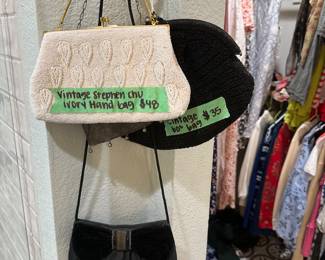 Vintage Stephen Chu
Ivory Hand bag $48
Vintage $35
box bag